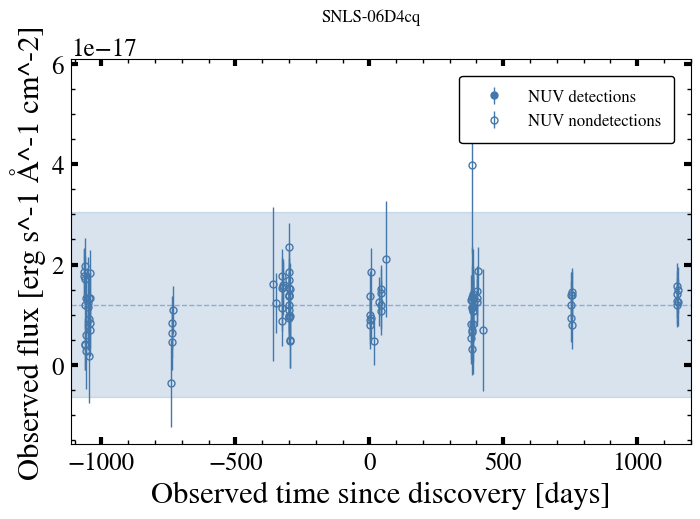 SNLS-06D4cq
1e−17
NUV detections
NUV nondetections
6
4
2
0
Observed flux [erg s^-1 Å^-1 cm^-2]
−1000 −500 0 500 1000
Observed time since discovery [days]